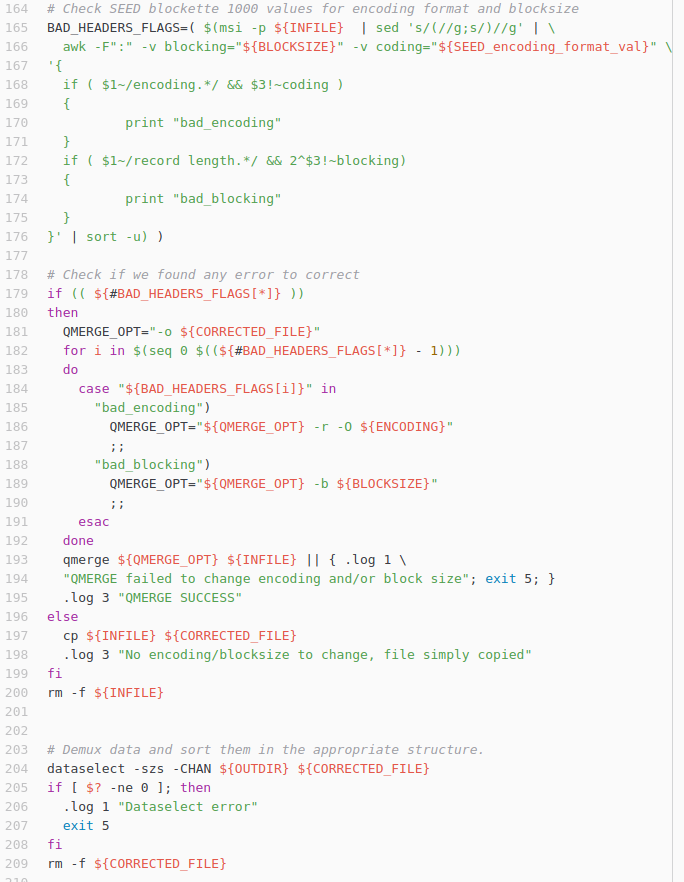 164 # Check SEED blockette 1000 values for encoding format and blocksize
165 BAD_HEADERS_FLAGS=( $(msi -p ${INFILE}  | sed 's/(//g;s/)//g' | \
166   awk -F":" -v blocking="${BLOCKSIZE}" -v coding="${SEED_encoding_format_val}" \
167 '{
168   if ( $1~/encoding.*/ && $3!~coding )
169   {
170           print "bad_encoding"
171   }
172   if ( $1~/record length.*/ && 2^$3!~blocking)
173   {
174           print "bad_blocking"
175   }
176 }' | sort -u) )
177
178 # Check if we found any error to correct
179 if (( ${#BAD_HEADERS_FLAGS[*]} ))
180 then
181   QMERGE_OPT="-o ${CORRECTED_FILE}"
182   for i in $(seq 0 $((${#BAD_HEADERS_FLAGS[*]} - 1)))
183   do
184     case "${BAD_HEADERS_FLAGS[i]}" in
185       "bad_encoding")
186         QMERGE_OPT="${QMERGE_OPT} -r -O ${ENCODING}"
187         ;;
188       "bad_blocking")
189         QMERGE_OPT="${QMERGE_OPT} -b ${BLOCKSIZE}"
190         ;;
191     esac
192   done
193   qmerge ${QMERGE_OPT} ${INFILE} || { .log 1 \
194   "QMERGE failed to change encoding and/or block size"; exit 5; }
195   .log 3 "QMERGE SUCCESS"
196 else
197   cp ${INFILE} ${CORRECTED_FILE}
198   .log 3 "No encoding/blocksize to change, file simply copied"
199 fi
200 rm -f ${INFILE}
201
202
203 # Demux data and sort them in the appropriate structure.
204 dataselect -szs -CHAN ${OUTDIR} ${CORRECTED_FILE}
205 if [ $? -ne 0 ]; then
206   .log 1 "Dataselect error"
207   exit 5
208 fi
209 rm -f ${CORRECTED_FILE}
210